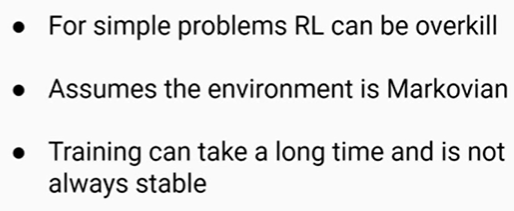 ● For simple problems RL can be overkill
● Assumes the environment is Markovian
● Training can take a long time and is not
always stable